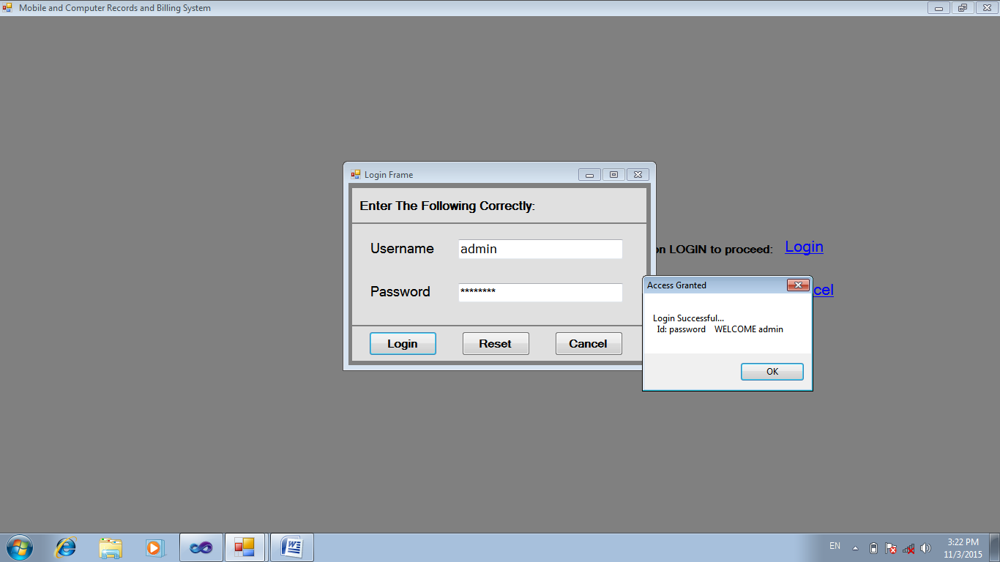 Mobile and Computer Records and Billing System
Login Frame
Enter The Following Correctly:
Username
admin
Password
********
Login
Reset
Cancel
on LOGIN to proceed:
Login
cel
Access Granted
Login Successful...
Id: password WELCOME admin
OK
EN
3:22 PM
11/3/2015